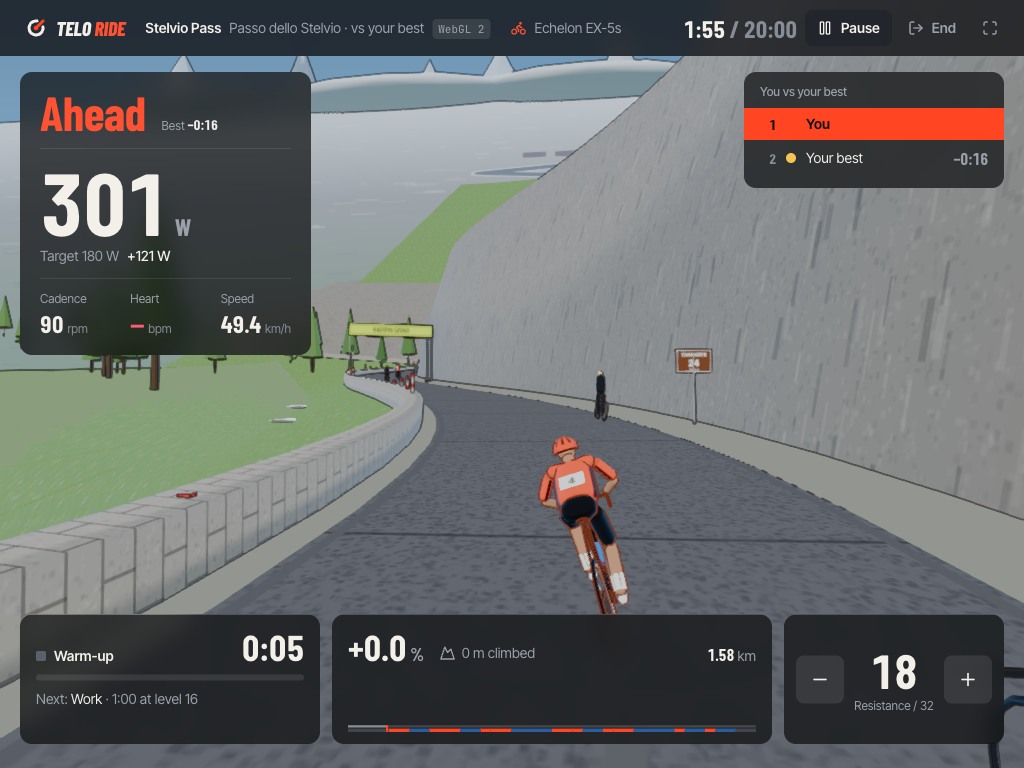 TELO RIDE Stelvio Pass Passo dello Stelvio · vs your best WebGL 2 Echelon EX-5s 1:55 / 20:00 Pause End
Ahead Best −0:16
301 W
Target 180 W +121 W
Cadence Heart Speed
90 rpm — bpm 49.4 km/h
You vs your best
1 You
2 Your best −0:16
24
4
Warm-up 0:05
Next: Work · 1:00 at level 16
+0.0 % 0 m climbed 1.58 km
− 18 +
Resistance / 32